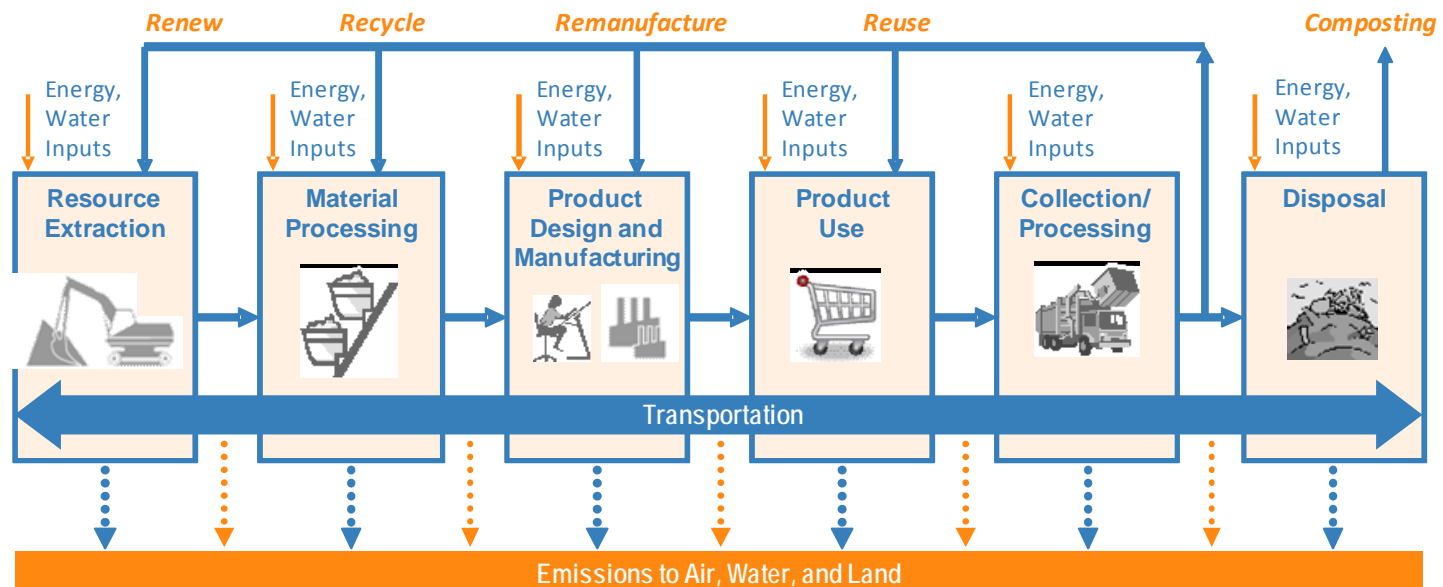 Renew
Recycle
Remanufacture
Reuse
Composting
Energy,
Water
Inputs
Energy,
Water
Inputs
Energy,
Water
Inputs
Energy,
Water
Inputs
Energy,
Water
Inputs
Energy,
Water
Inputs
Resource
Extraction
Material
Processing
Product
Design and
Manufacturing
Product
Use
Collection/
Processing
Disposal
Transportation
Emissions to Air, Water, and Land